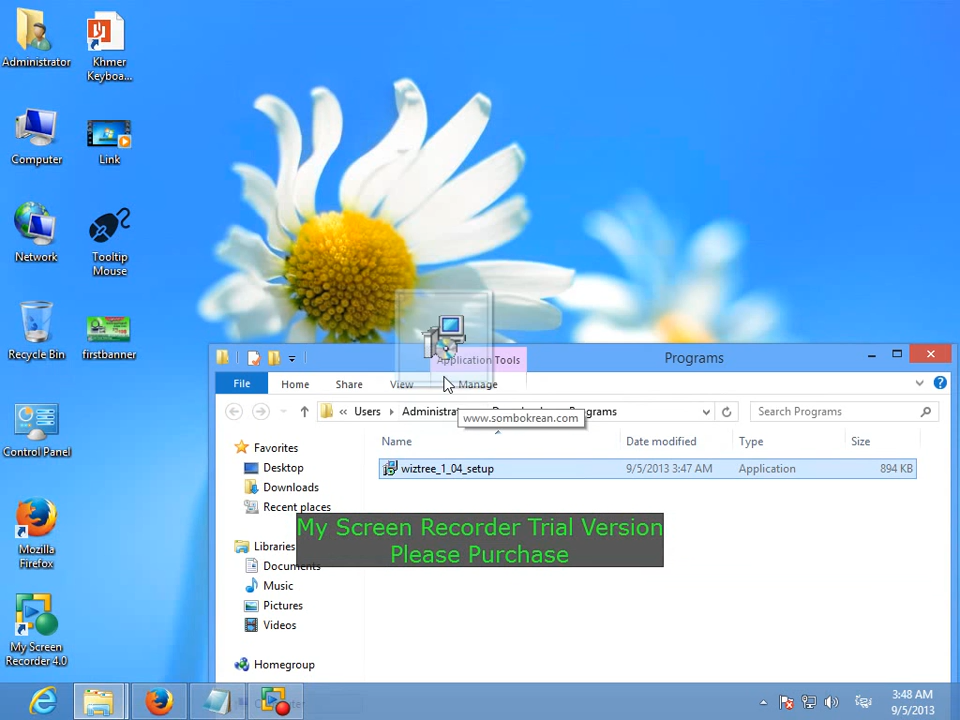 Administrator
Khmer
Keyboa...
Computer
Link
Network
Tooltip
Mouse
Recycle Bin
firstbanner
Control Panel
Mozilla
Firefox
My Screen
Recorder 4.0
Application Tools
Programs
File
Home
Share
View
Manage
« Users
Administrat
Programs
Search Programs
www.sombokrean.com
Name
Date modified
Type
Size
wiztree_1_04_setup
9/5/2013 3:47 AM
Application
894 KB
Favorites
Desktop
Downloads
Recent places
Libraries
Documents
Music
Pictures
Videos
Homegroup
My Screen Recorder Trial Version
Please Purchase
3:48 AM
9/5/2013